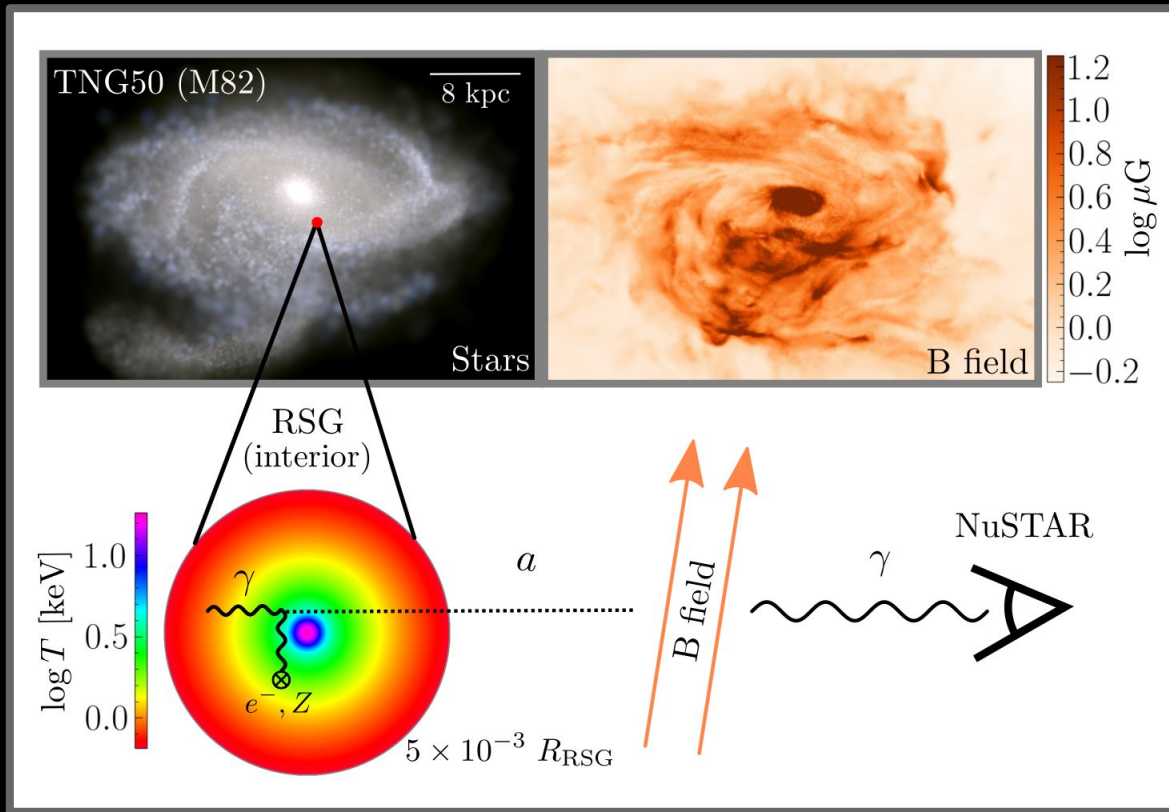 TNG50 (M82)
8 kpc
Stars
B field
1.2
1.0
0.8
0.6
0.4
0.2
0.0
−0.2
log μG
RSG
(interior)
log T [keV]
1.0
0.5
0.0
γ
e⁻, Z
5 × 10⁻³ R_RSG
a
B field
γ
NuSTAR